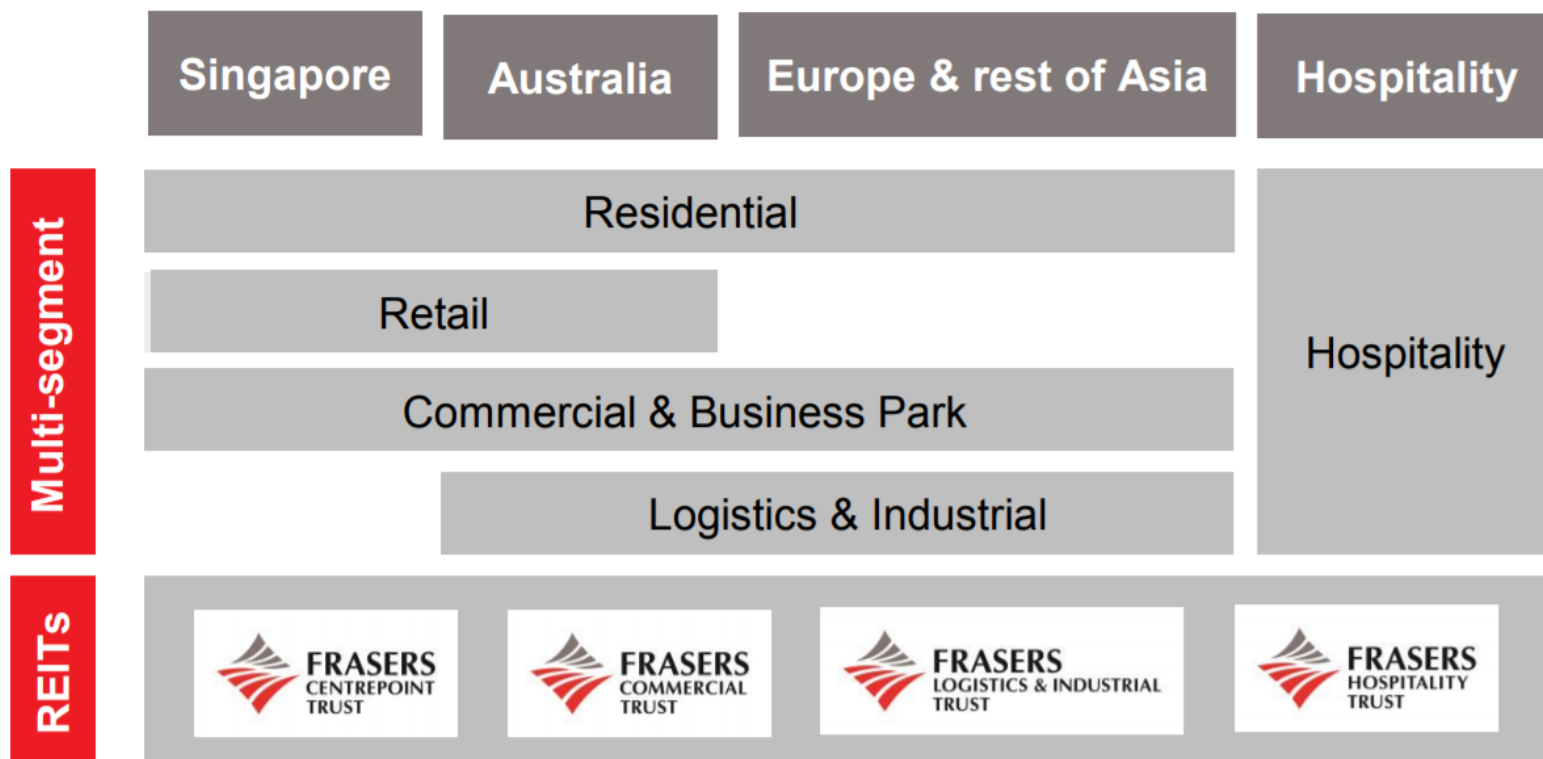 Singapore
Australia
Europe & rest of Asia
Hospitality
Multi-segment
Residential
Retail
Commercial & Business Park
Logistics & Industrial
Hospitality
REITs
FRASERS
CENTREPOINT
TRUST
FRASERS
COMMERCIAL
TRUST
FRASERS
LOGISTICS & INDUSTRIAL
TRUST
FRASERS
HOSPITALITY
TRUST